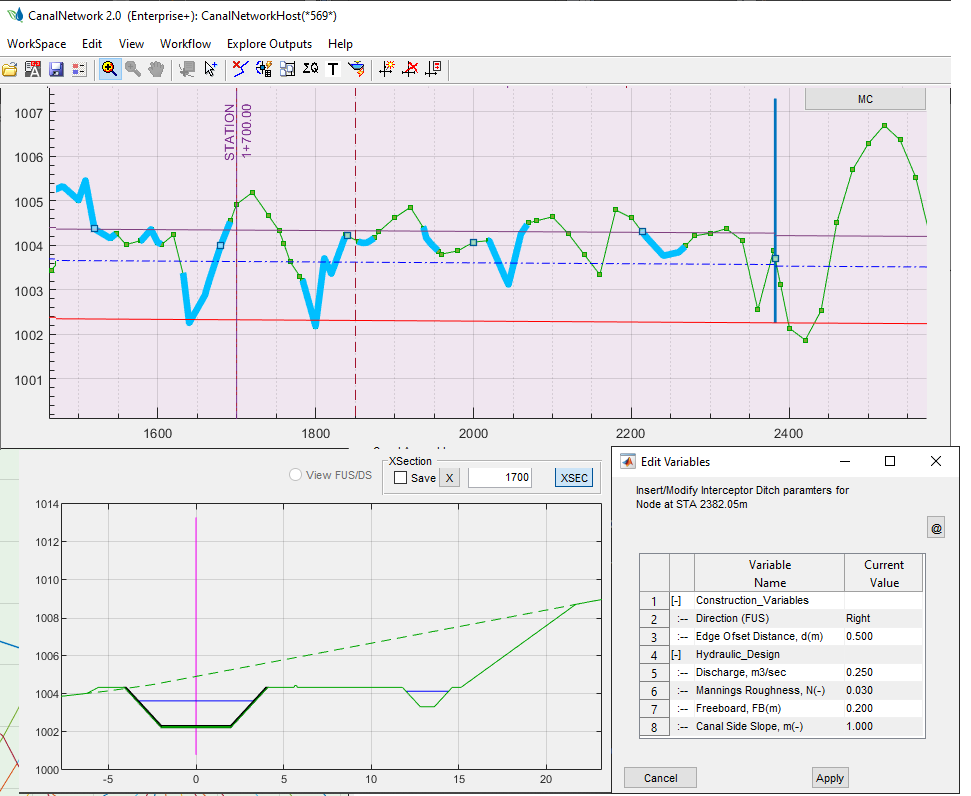 CanalNetwork 2.0 (Enterprise+): CanalNetworkHost(*569*)
WorkSpace Edit View Workflow Explore Outputs Help
ΣQ T
MC
STATION
1+700.00
1007
1006
1005
1004
1003
1002
1001
1600 1800 2000 2200 2400
View FUS/DS
XSection
Save X 1700 XSEC
1014
1012
1010
1008
1006
1004
1002
1000
-5 0 5 10 15 20
Edit Variables
Insert/Modify Interceptor Ditch paramters for
Node at STA 2382.05m
@
Variable Name Current Value
1 [-] Construction_Variables
2 :-- Direction (FUS) Right
3 :-- Edge Ofset Distance, d(m) 0.500
4 [-] Hydraulic_Design
5 :-- Discharge, m3/sec 0.250
6 :-- Mannings Roughness, N(-) 0.030
7 :-- Freeboard, FB(m) 0.200
8 :-- Canal Side Slope, m(-) 1.000
Cancel Apply